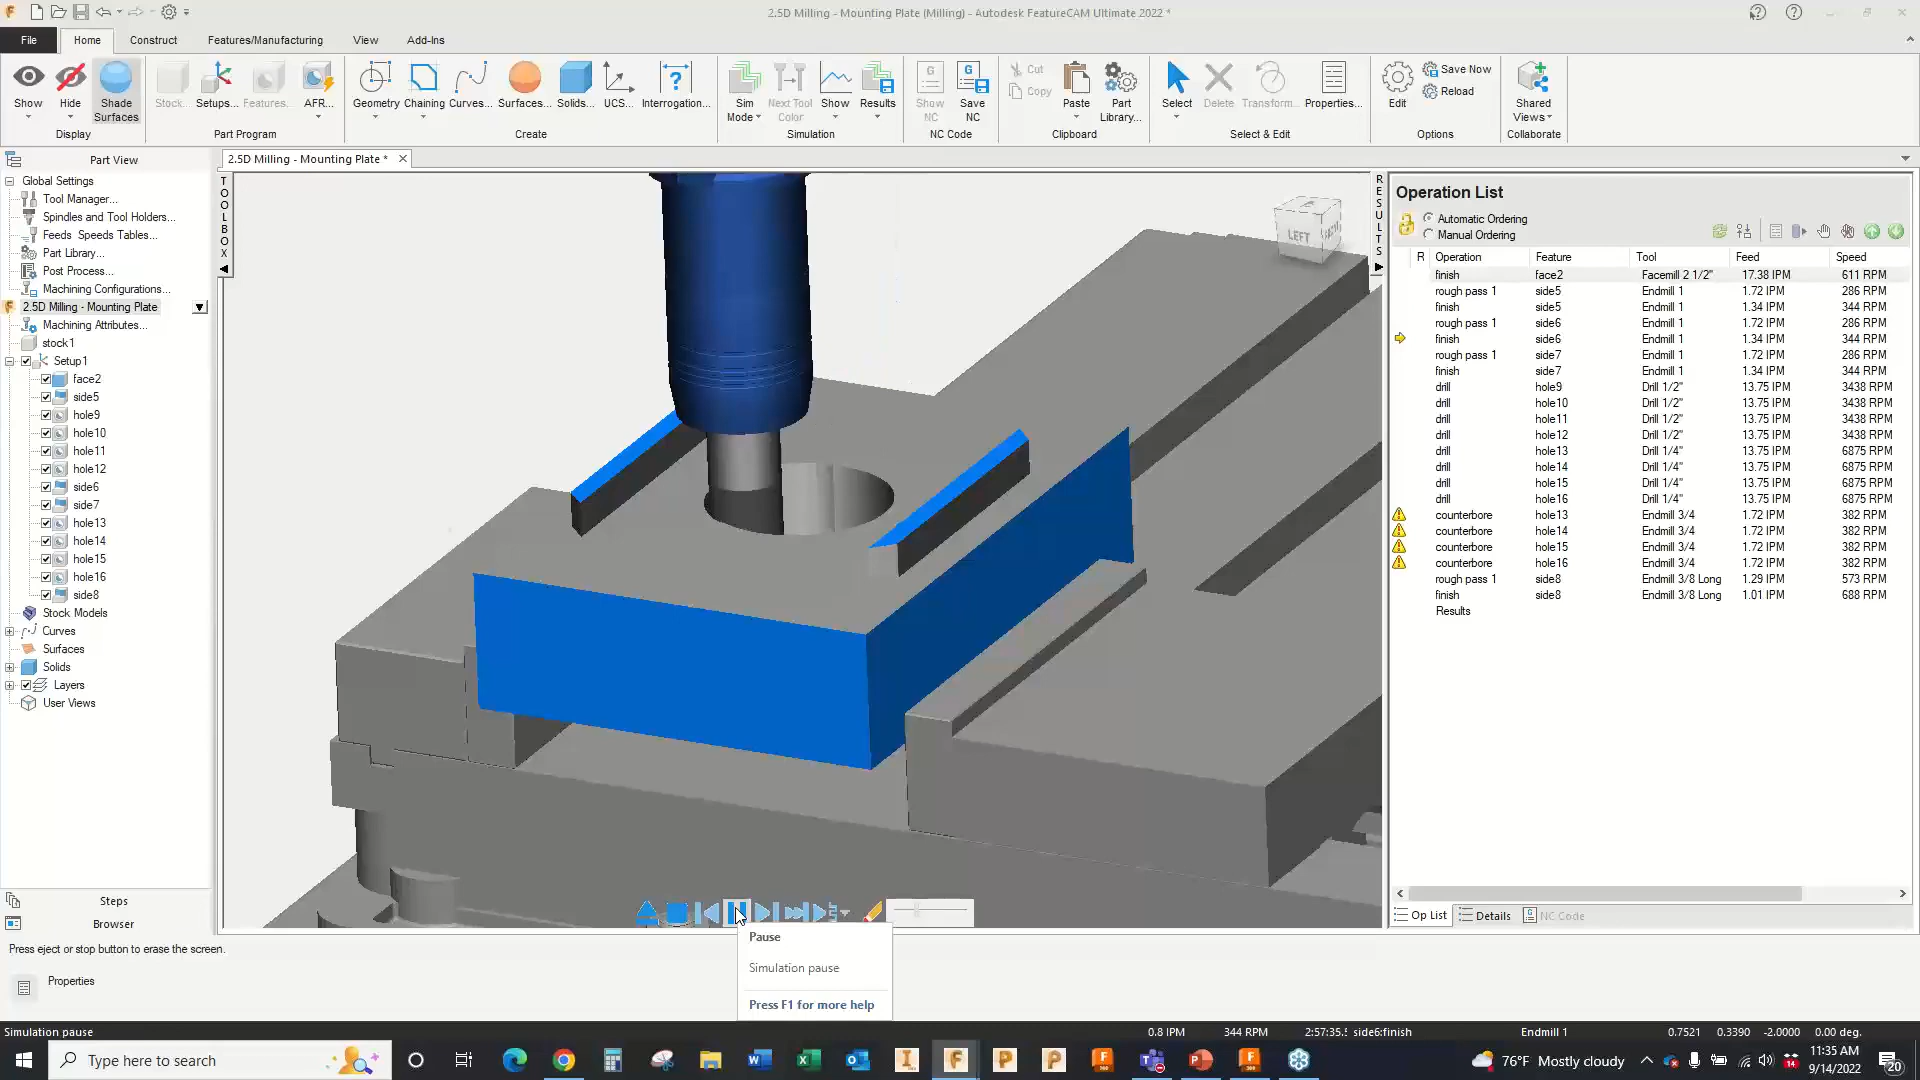 2.5D Milling - Mounting Plate (Milling) - Autodesk FeatureCAM Ultimate 2022 *
File Home Construct Features/Manufacturing View Add-Ins
Show Hide Shade Surfaces Stock... Setups... Features... AFR... Geometry Chaining Curves... Surfaces... Solids... UCS... Interrogation... Sim Mode Next Tool Color Show Results Show NC Save NC Cut Copy Paste Part Library... Select Delete Transform... Properties... Edit Save Now Reload Shared Views
Display Part Program Create Simulation NC Code Clipboard Select & Edit Options Collaborate
Part View
2.5D Milling - Mounting Plate *
Global Settings
Tool Manager...
Spindles and Tool Holders...
Feeds Speeds Tables...
Part Library...
Post Process...
Machining Configurations...
2.5D Milling - Mounting Plate
Machining Attributes...
stock1
Setup1
face2
side5
hole9
hole10
hole11
hole12
side6
side7
hole13
hole14
hole15
hole16
side8
Stock Models
Curves
Surfaces
Solids
Layers
User Views
Steps
Browser
TOOLBOX
LEFT
RESULTS
Operation List
Automatic Ordering
Manual Ordering
R Operation Feature Tool Feed Speed
finish face2 Facemill 2 1/2" 17.38 IPM 611 RPM
rough pass 1 side5 Endmill 1 1.72 IPM 286 RPM
finish side5 Endmill 1 1.34 IPM 344 RPM
rough pass 1 side6 Endmill 1 1.72 IPM 286 RPM
finish side6 Endmill 1 1.34 IPM 344 RPM
rough pass 1 side7 Endmill 1 1.72 IPM 286 RPM
finish side7 Endmill 1 1.34 IPM 344 RPM
drill hole9 Drill 1/2" 13.75 IPM 3438 RPM
drill hole10 Drill 1/2" 13.75 IPM 3438 RPM
drill hole11 Drill 1/2" 13.75 IPM 3438 RPM
drill hole12 Drill 1/2" 13.75 IPM 3438 RPM
drill hole13 Drill 1/4" 13.75 IPM 6875 RPM
drill hole14 Drill 1/4" 13.75 IPM 6875 RPM
drill hole15 Drill 1/4" 13.75 IPM 6875 RPM
drill hole16 Drill 1/4" 13.75 IPM 6875 RPM
counterbore hole13 Endmill 3/4 1.72 IPM 382 RPM
counterbore hole14 Endmill 3/4 1.72 IPM 382 RPM
counterbore hole15 Endmill 3/4 1.72 IPM 382 RPM
counterbore hole16 Endmill 3/4 1.72 IPM 382 RPM
rough pass 1 side8 Endmill 3/8 Long 1.29 IPM 573 RPM
finish side8 Endmill 3/8 Long 1.01 IPM 688 RPM
Results
Op List Details NC Code
Pause
Simulation pause
Press F1 for more help
Press eject or stop button to erase the screen.
Properties
Simulation pause 0.8 IPM 344 RPM 2:57:35.5 side6:finish Endmill 1 0.7521 0.3390 -2.0000 0.00 deg.
Type here to search
76°F Mostly cloudy
11:35 AM
9/14/2022
20